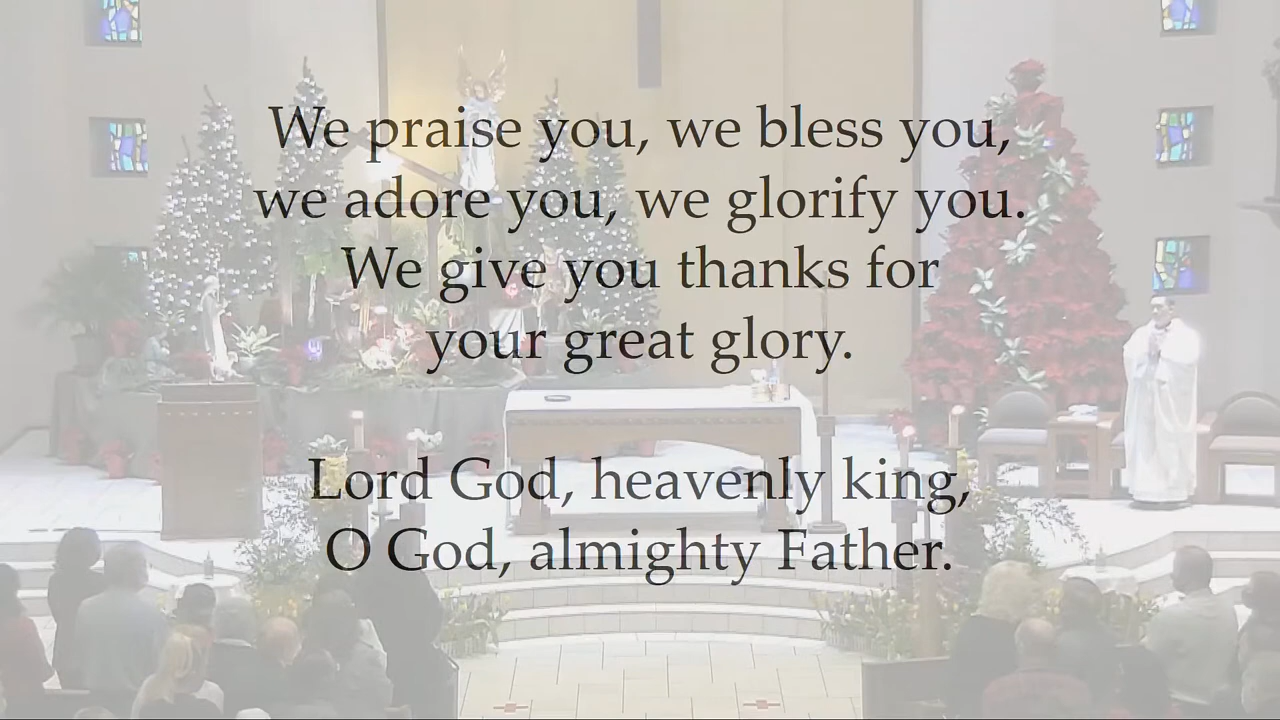 We praise you, we bless you,
we adore you, we glorify you.
We give you thanks for
your great glory.
Lord God, heavenly king,
O God, almighty Father.